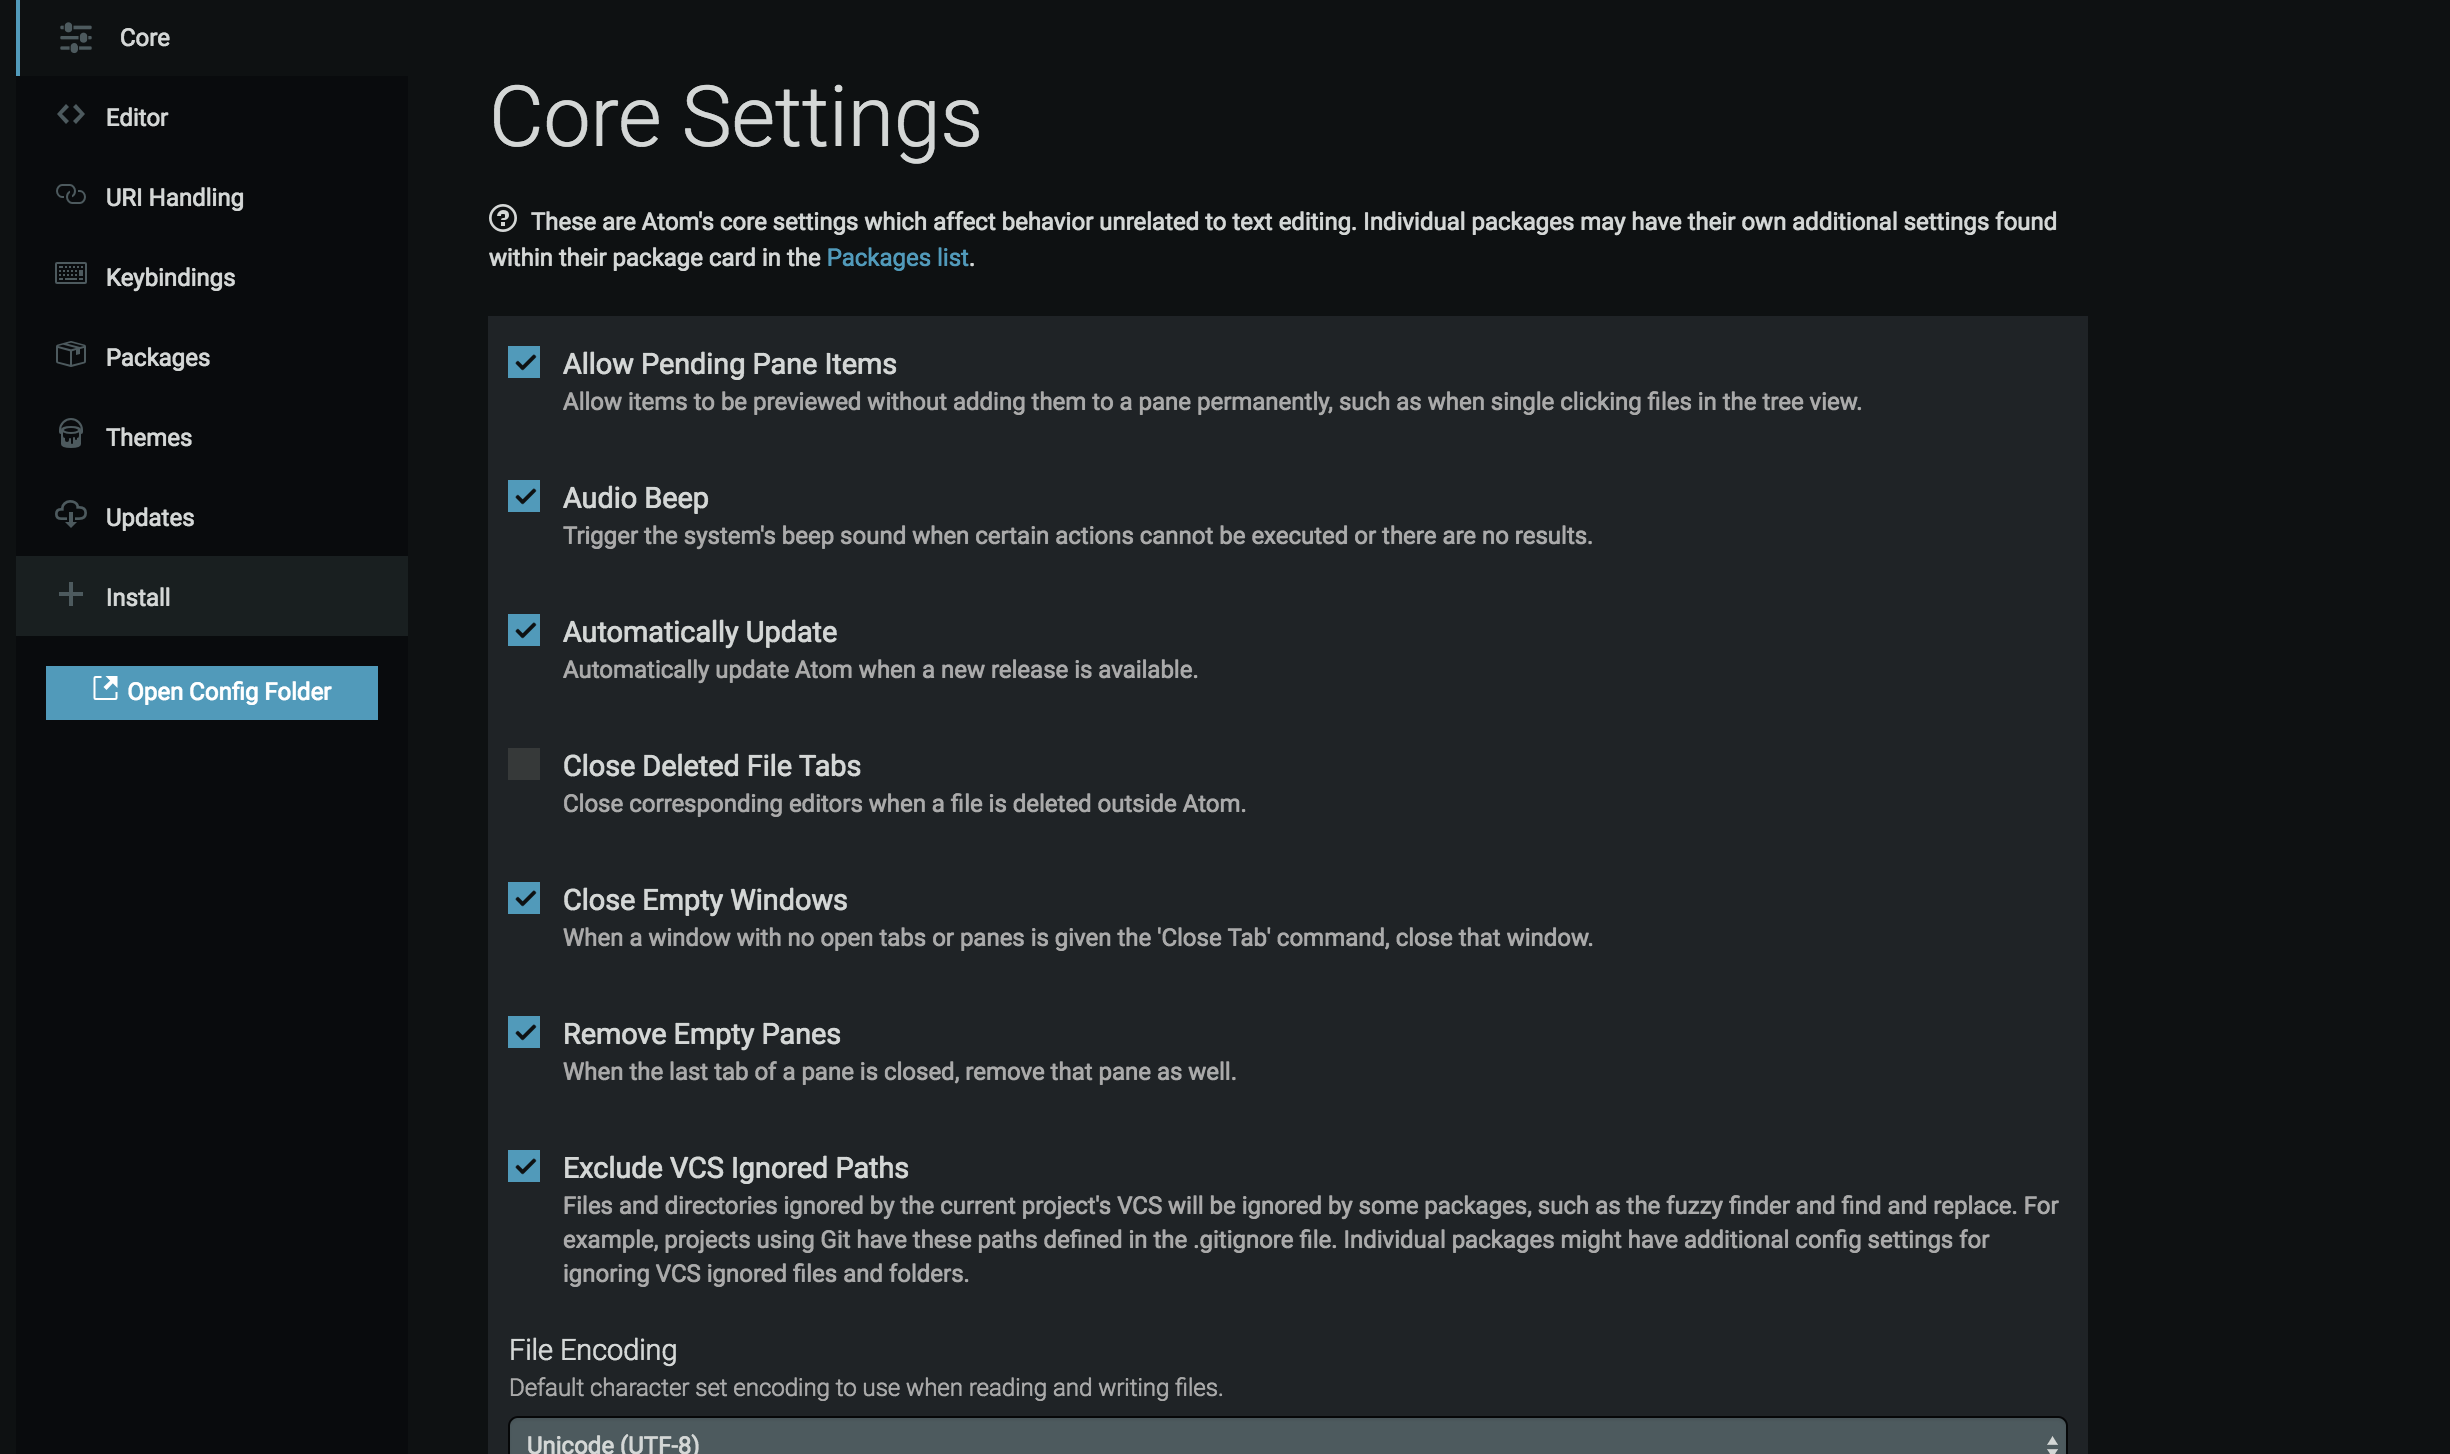 Core
Editor
URI Handling
Keybindings
Packages
Themes
Updates
Install
Open Config Folder
Core Settings
These are Atom's core settings which affect behavior unrelated to text editing. Individual packages may have their own additional settings found
within their package card in the Packages list.
Allow Pending Pane Items
Allow items to be previewed without adding them to a pane permanently, such as when single clicking files in the tree view.
Audio Beep
Trigger the system's beep sound when certain actions cannot be executed or there are no results.
Automatically Update
Automatically update Atom when a new release is available.
Close Deleted File Tabs
Close corresponding editors when a file is deleted outside Atom.
Close Empty Windows
When a window with no open tabs or panes is given the 'Close Tab' command, close that window.
Remove Empty Panes
When the last tab of a pane is closed, remove that pane as well.
Exclude VCS Ignored Paths
Files and directories ignored by the current project's VCS will be ignored by some packages, such as the fuzzy finder and find and replace. For
example, projects using Git have these paths defined in the .gitignore file. Individual packages might have additional config settings for
ignoring VCS ignored files and folders.
File Encoding
Default character set encoding to use when reading and writing files.
Unicode (UTF-8)